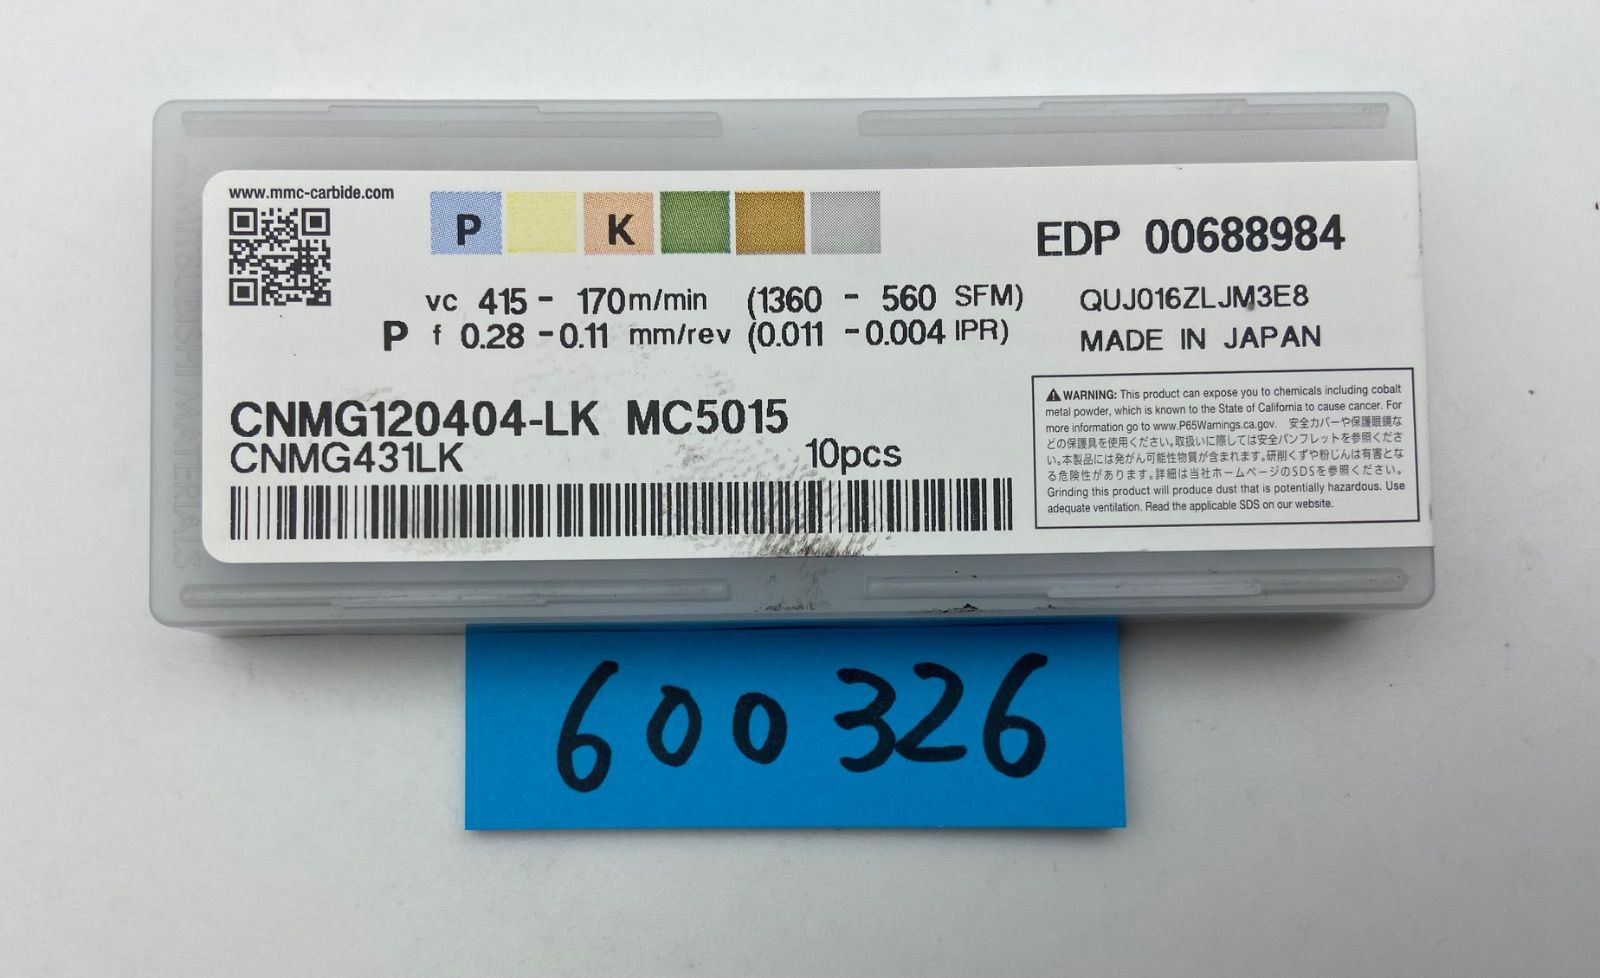 www.mmc-carbide.com
P K
EDP 00688984
vc 415 - 170m/min (1360 - 560 SFM)
P f 0.28 - 0.11 mm/rev (0.011 - 0.004 IPR)
QUJ016ZLJM3E8
MADE IN JAPAN
CNMG120404-LK MC5015
CNMG431LK 10pcs
⚠WARNING: This product can expose you to chemicals including cobalt
metal powder, which is known to the State of California to cause cancer. For
more information go to www.P65Warnings.ca.gov. 安全カバーや保護眼鏡な
どの保護具を使用ください。取扱いに際しては安全パンフレットを参照くださ
い。本製品には発がん可能性物質が含まれます。研削くずや粉じんは有害とな
る危険性があります。詳細は当社ホームページのSDSを参照ください。
Grinding this product will produce dust that is potentially hazardous. Use
adequate ventilation. Read the applicable SDS on our website.
MITSUBISHI MATERIALS
600326